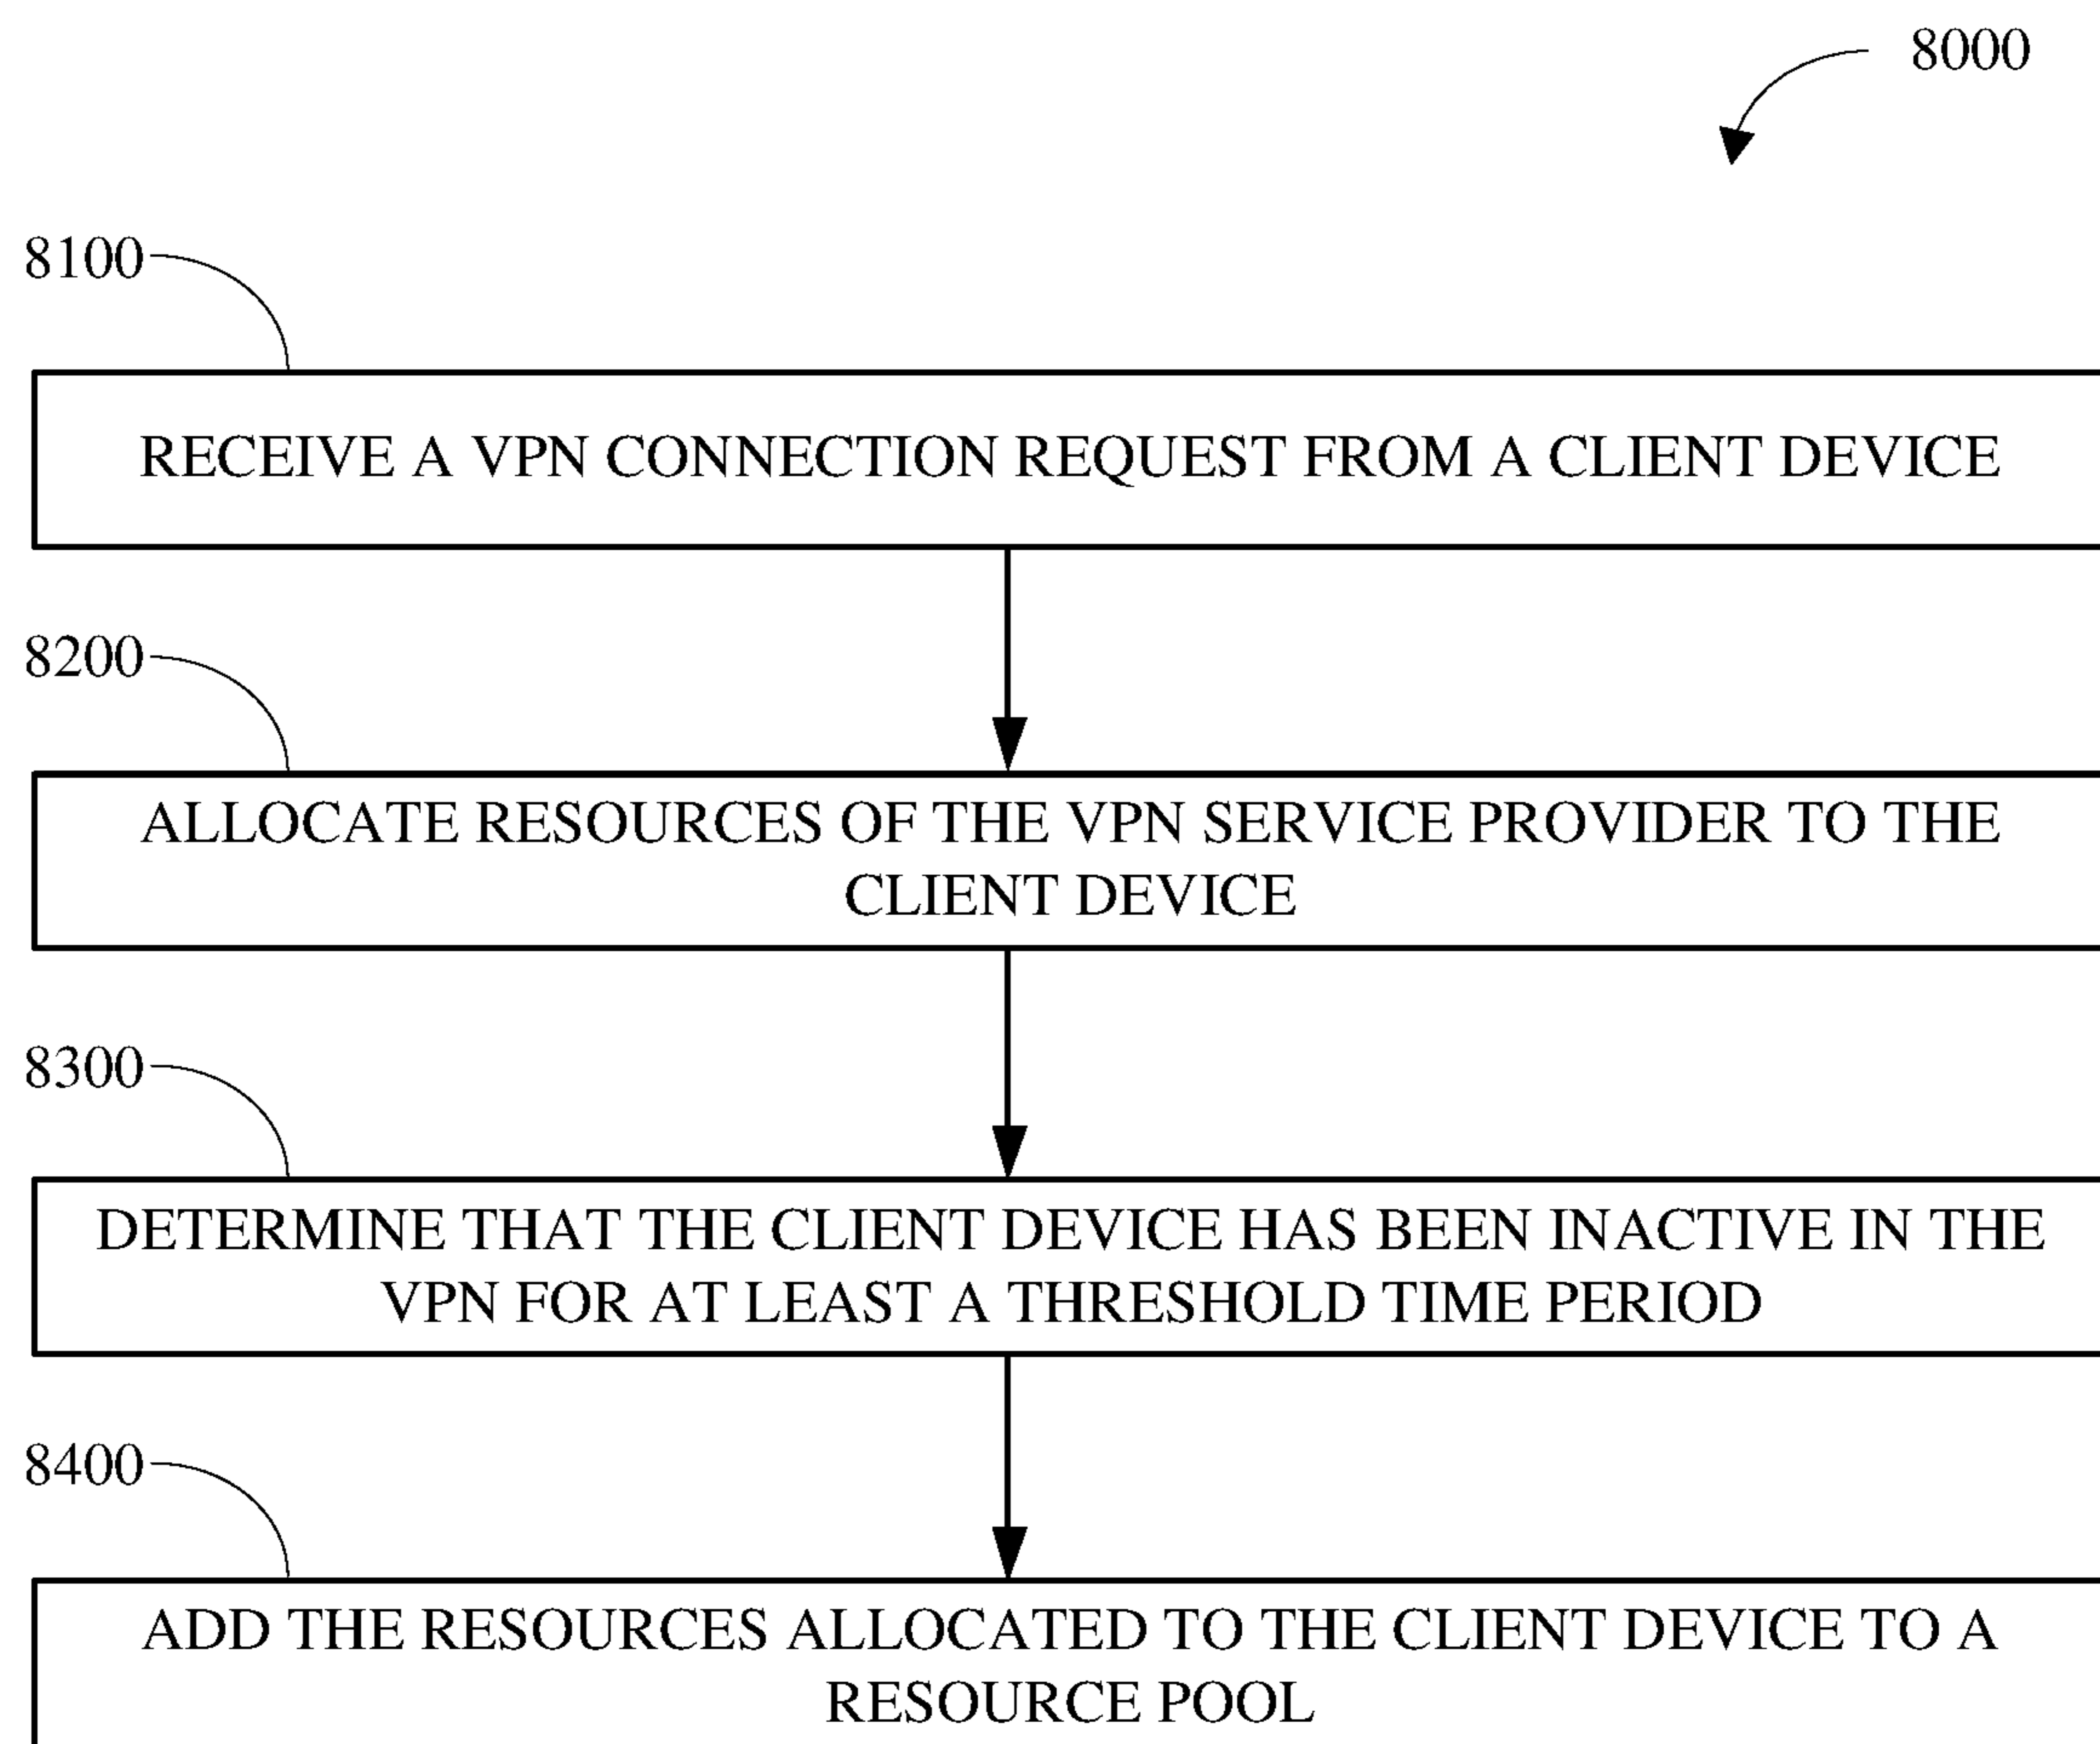 8000
8100
RECEIVE A VPN CONNECTION REQUEST FROM A CLIENT DEVICE
8200
ALLOCATE RESOURCES OF THE VPN SERVICE PROVIDER TO THE
CLIENT DEVICE
8300
DETERMINE THAT THE CLIENT DEVICE HAS BEEN INACTIVE IN THE
VPN FOR AT LEAST A THRESHOLD TIME PERIOD
8400
ADD THE RESOURCES ALLOCATED TO THE CLIENT DEVICE TO A
RESOURCE POOL